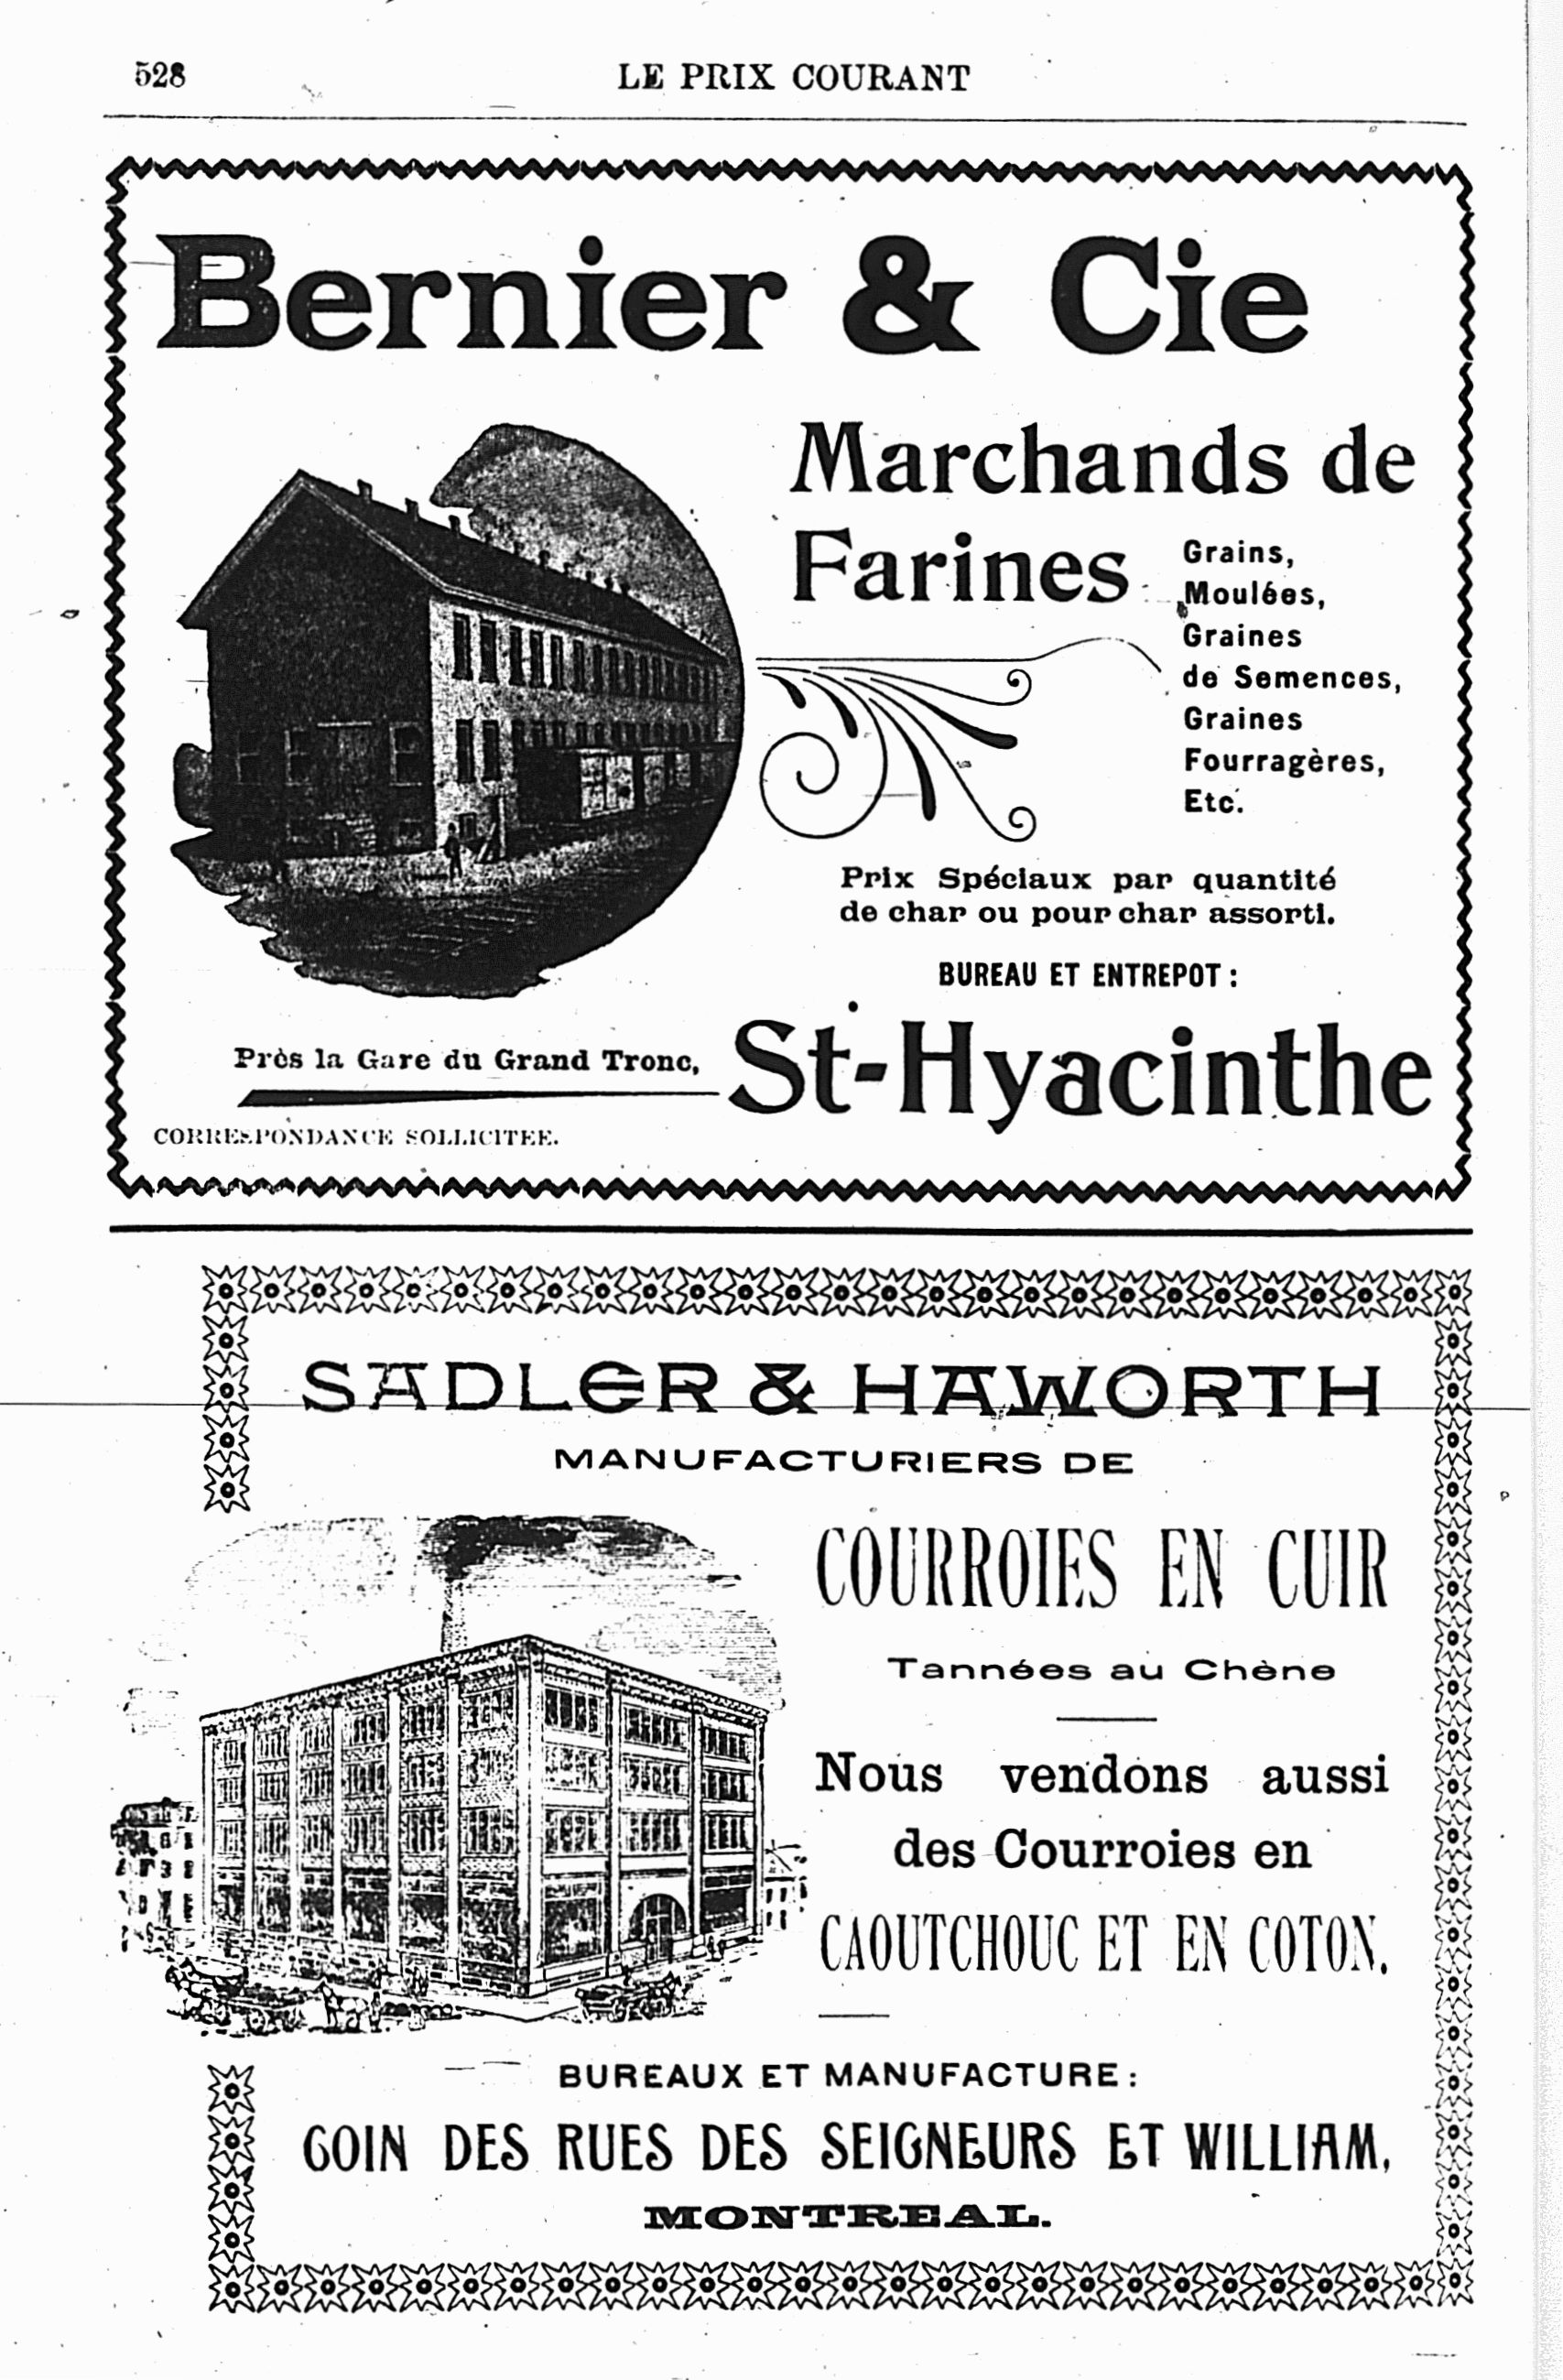 528
LE PRIX COURANT
Bernier & Cie
Marchands de
Farines
Grains,
Moulées,
Graines
de Semences,
Graines
Fourragères,
Etc.
Prix Spéciaux par quantité
de char ou pour char assorti.
BUREAU ET ENTREPOT :
Près la Gare du Grand Tronc, St-Hyacinthe
CORRESPONDANCE SOLLICITEE.
SADLER & HAWORTH
MANUFACTURIERS DE
COURROIES EN CUIR
Tannées au Chène
Nous vendons aussi
des Courroies en
CAOUTCHOUC ET EN COTON.
BUREAUX ET MANUFACTURE :
COIN DES RUES DES SEIGNEURS ET WILLIAM,
MONTREAL.